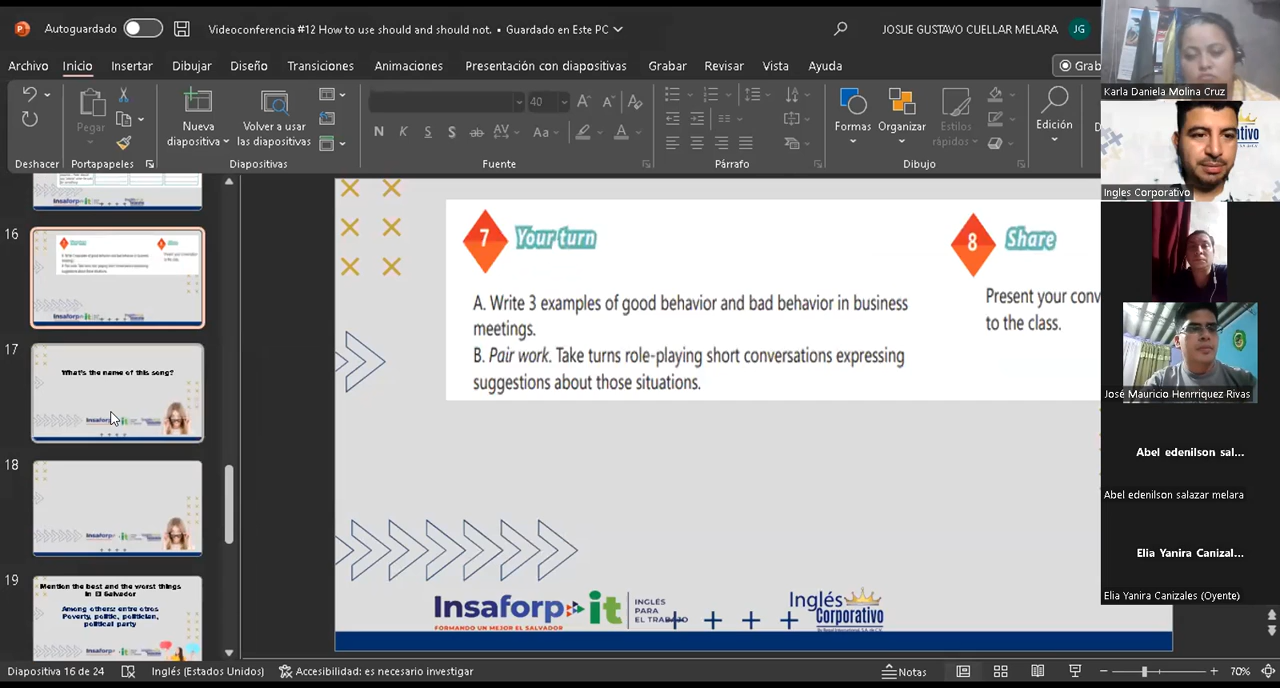 Autoguardado
Videoconferencia #12 How to use should and should not. • Guardado en Este PC
JOSUE GUSTAVO CUELLAR MELARA
JG
Archivo Inicio Insertar Dibujar Diseño Transiciones Animaciones Presentación con diapositivas Grabar Revisar Vista Ayuda
Grab
Pegar
Nueva
diapositiva
Volver a usar
las diapositivas
40
N K S S ab AV Aa A
Formas
Organizar
Estilos
rápidos
Edición
D
Deshacer
Portapapeles
Diapositivas
Fuente
Párrafo
Dibujo
16
17
What's the name of this song?
18
19
Mention the best and the worst things
in El Salvador
Among others: entre otros
Poverty, politic, politician,
political party
7 Your turn
A. Write 3 examples of good behavior and bad behavior in business
meetings.
B. Pair work. Take turns role-playing short conversations expressing
suggestions about those situations.
8 Share
Present your conv
to the class.
Insaforp it
FORMANDO UN MEJOR EL SALVADOR
INGLÉS
PARA
EL TRABAJO
Inglés
Corporativo
Karla Daniela Molina Cruz
Ingles Corporativo
José Mauricio Henrriquez Rivas
Abel edenilson sal...
Abel edenilson salazar melara
Elia Yanira Canizal...
Elia Yanira Canizales (Oyente)
Diapositiva 16 de 24
Inglés (Estados Unidos)
Accesibilidad: es necesario investigar
Notas
70%